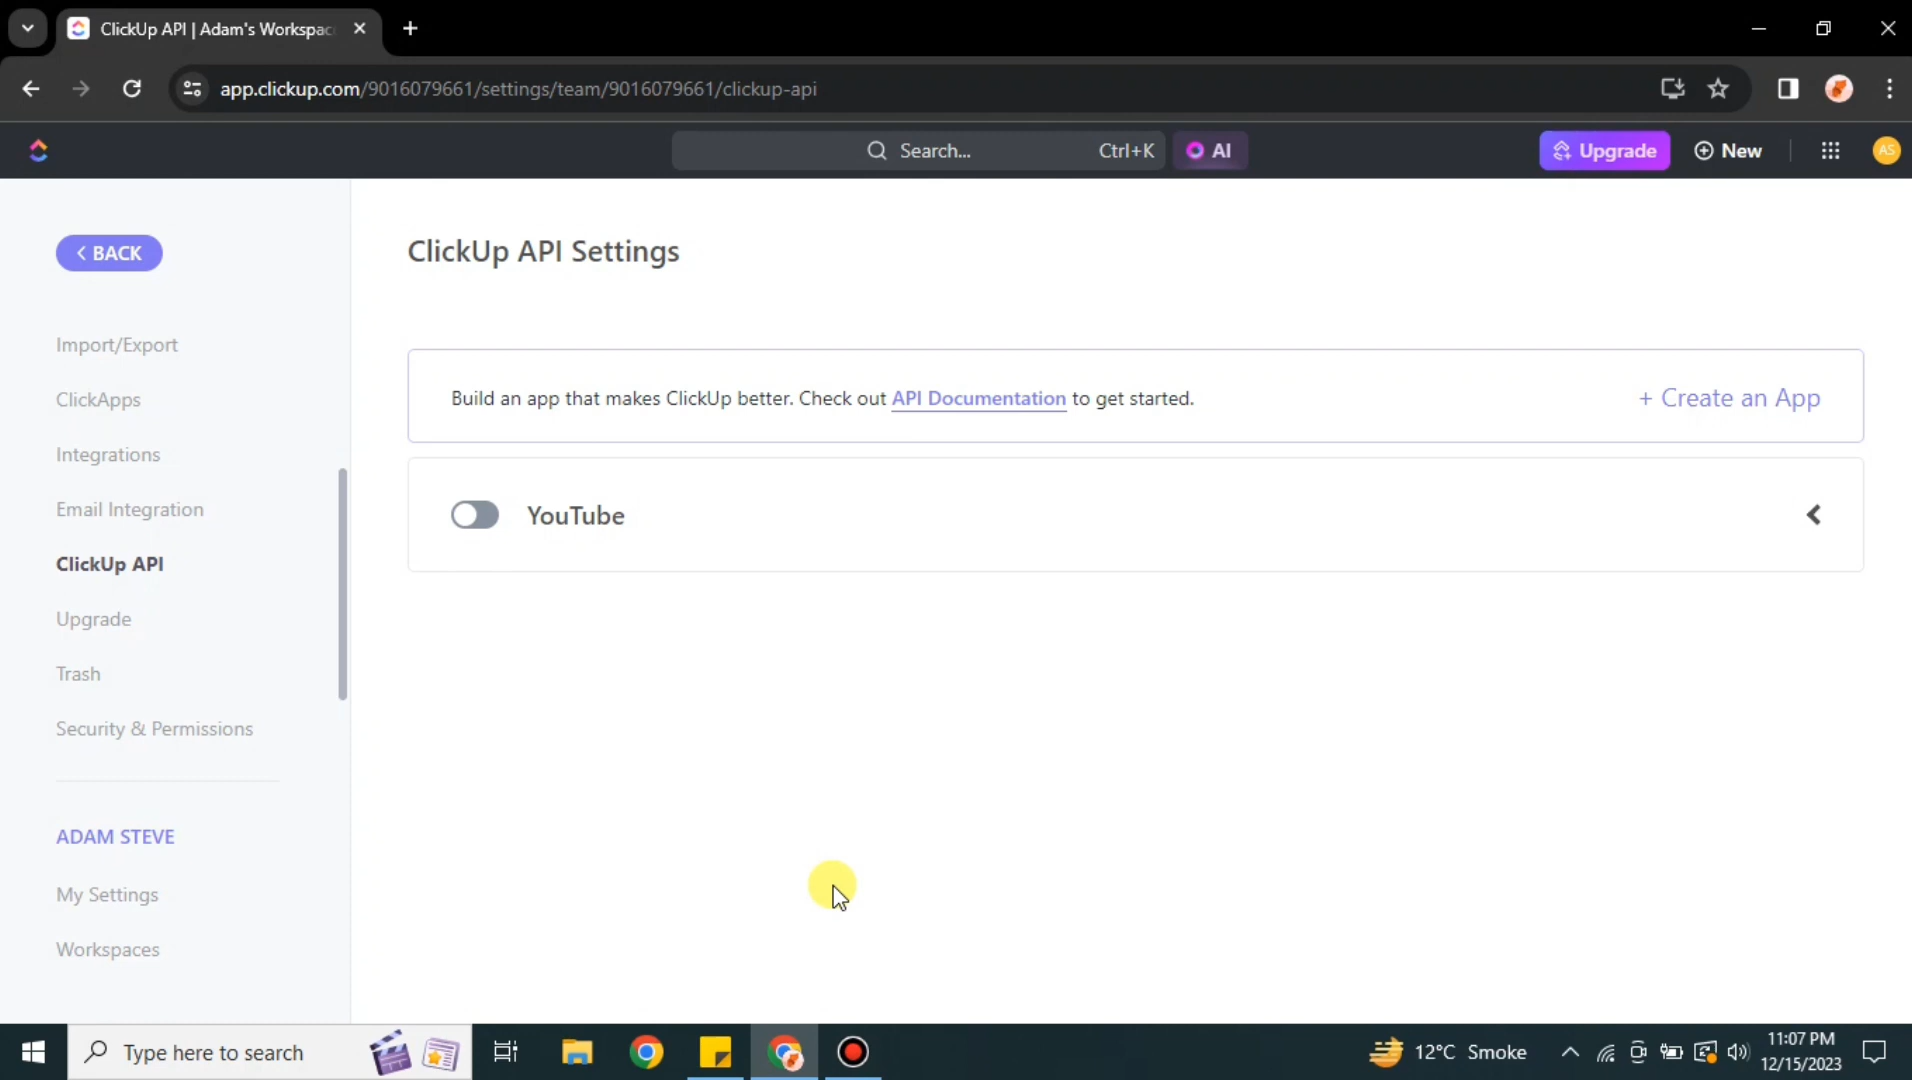 ClickUp API | Adam's Workspac
app.clickup.com/9016079661/settings/team/9016079661/clickup-api
Search...
Ctrl+K
AI
Upgrade
New
AS
BACK
ClickUp API Settings
Import/Export
ClickApps
Integrations
Email Integration
ClickUp API
Upgrade
Trash
Security & Permissions
ADAM STEVE
My Settings
Workspaces
Build an app that makes ClickUp better. Check out API Documentation to get started.
+ Create an App
YouTube
Type here to search
12°C Smoke
11:07 PM
12/15/2023